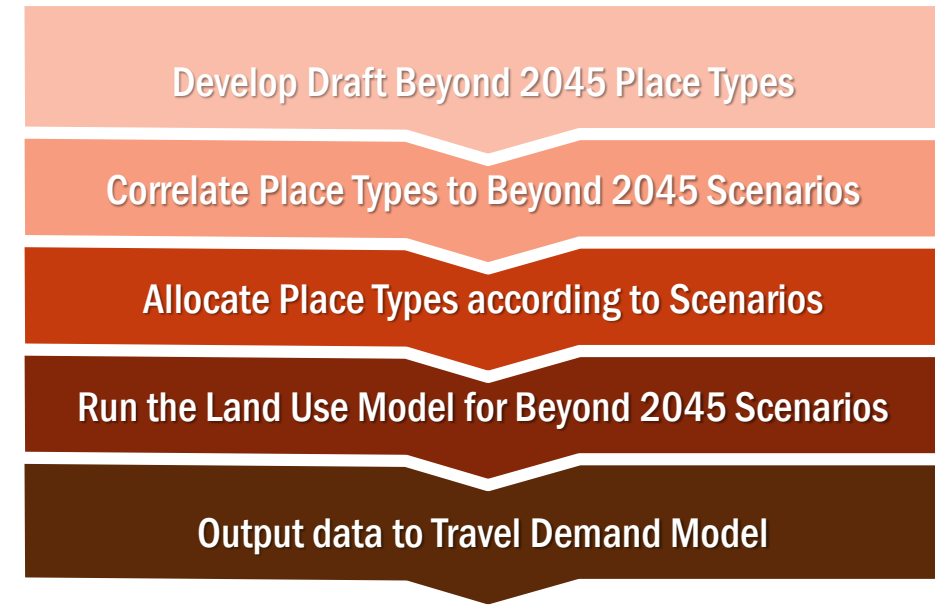 Develop Draft Beyond 2045 Place Types
Correlate Place Types to Beyond 2045 Scenarios
Allocate Place Types according to Scenarios
Run the Land Use Model for Beyond 2045 Scenarios
Output data to Travel Demand Model